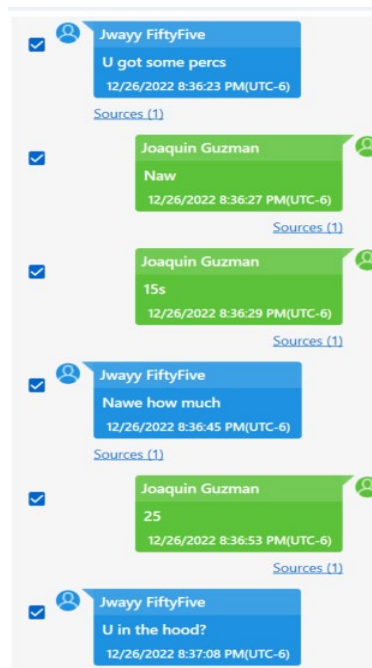 Jwayy FiftyFive
U got some percs
12/26/2022 8:36:23 PM(UTC-6)
Sources (1)
Joaquin Guzman
Naw
12/26/2022 8:36:27 PM(UTC-6)
Sources (1)
Joaquin Guzman
15s
12/26/2022 8:36:29 PM(UTC-6)
Sources (1)
Jwayy FiftyFive
Nawe how much
12/26/2022 8:36:45 PM(UTC-6)
Sources (1)
Joaquin Guzman
25
12/26/2022 8:36:53 PM(UTC-6)
Sources (1)
Jwayy FiftyFive
U in the hood?
12/26/2022 8:37:08 PM(UTC-6)